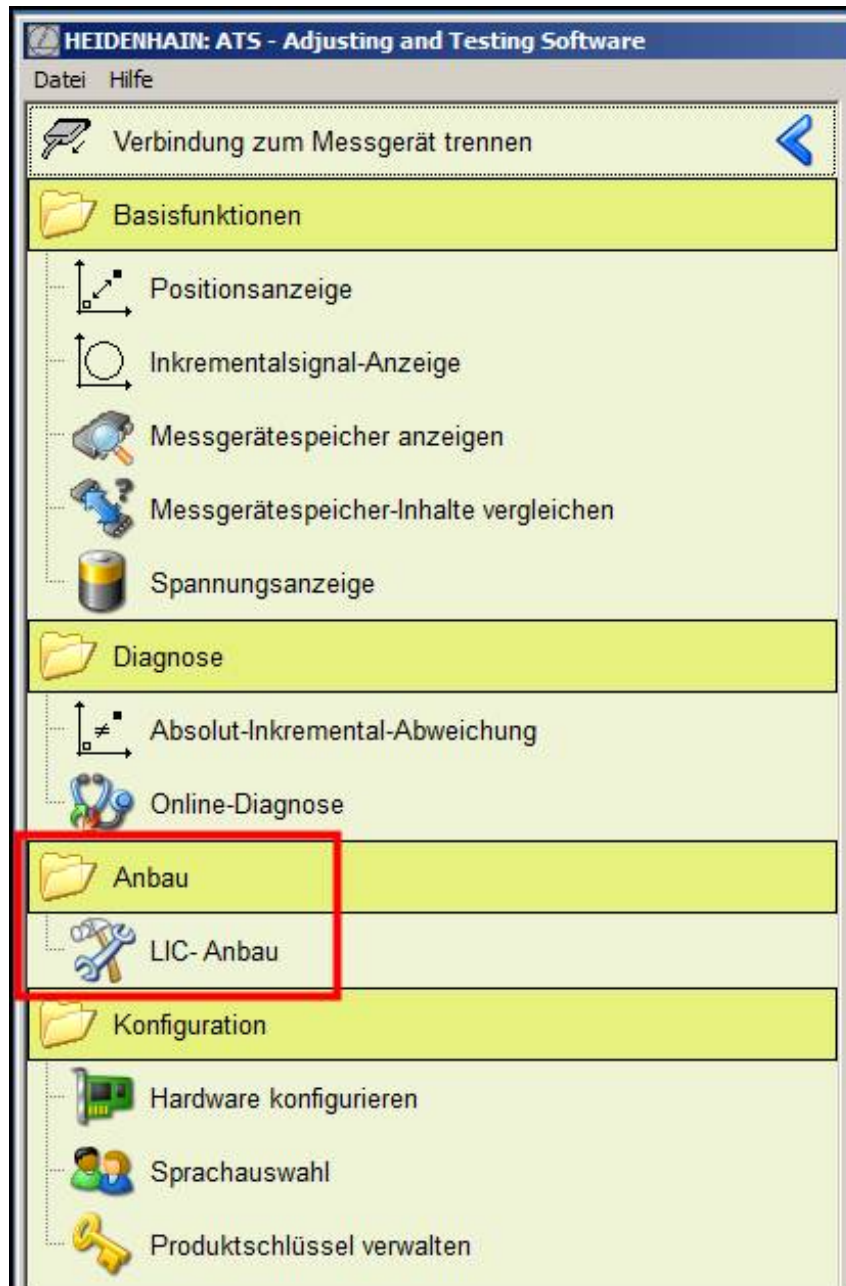 HEIDENHAIN: ATS - Adjusting and Testing Software
Datei Hilfe
Verbindung zum Messgerät trennen
Basisfunktionen
Positionsanzeige
Inkrementalsignal-Anzeige
Messgerätespeicher anzeigen
Messgerätespeicher-Inhalte vergleichen
Spannungsanzeige
Diagnose
Absolut-Inkremental-Abweichung
Online-Diagnose
Anbau
LIC- Anbau
Konfiguration
Hardware konfigurieren
Sprachauswahl
Produktschlüssel verwalten